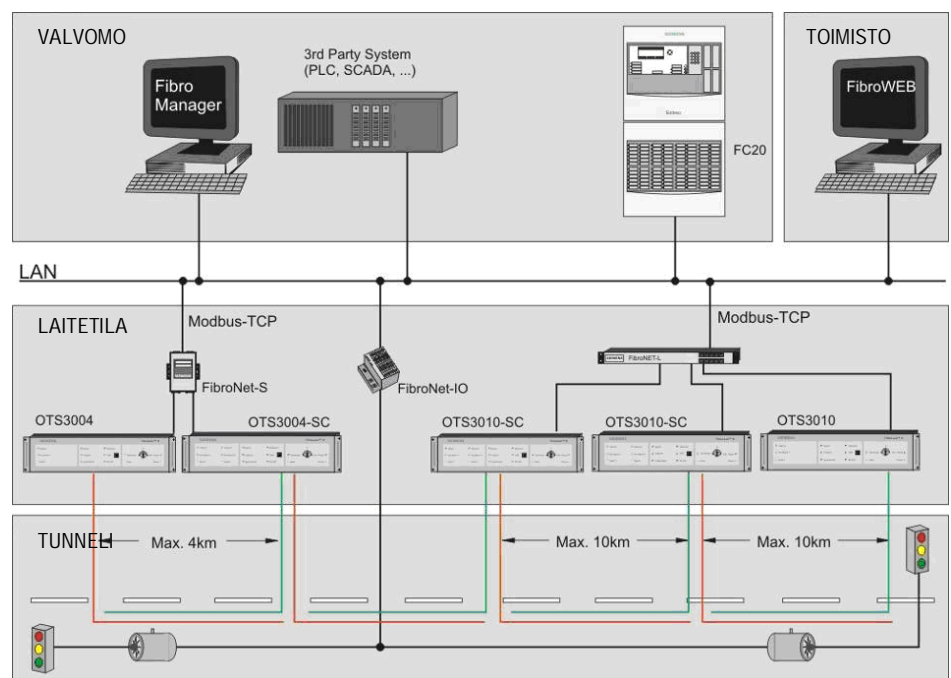 VALVOMO
Fibro
Manager
3rd Party System
(PLC, SCADA, ...)
FC20
TOIMISTO
FibroWEB
LAN
LAITETILA
Modbus-TCP
Modbus-TCP
FibroNet-S
FibroNet-IO
FibroNET-L
OTS3004
OTS3004-SC
OTS3010-SC
OTS3010-SC
OTS3010
TUNNELI
Max. 4km
Max. 10km
Max. 10km